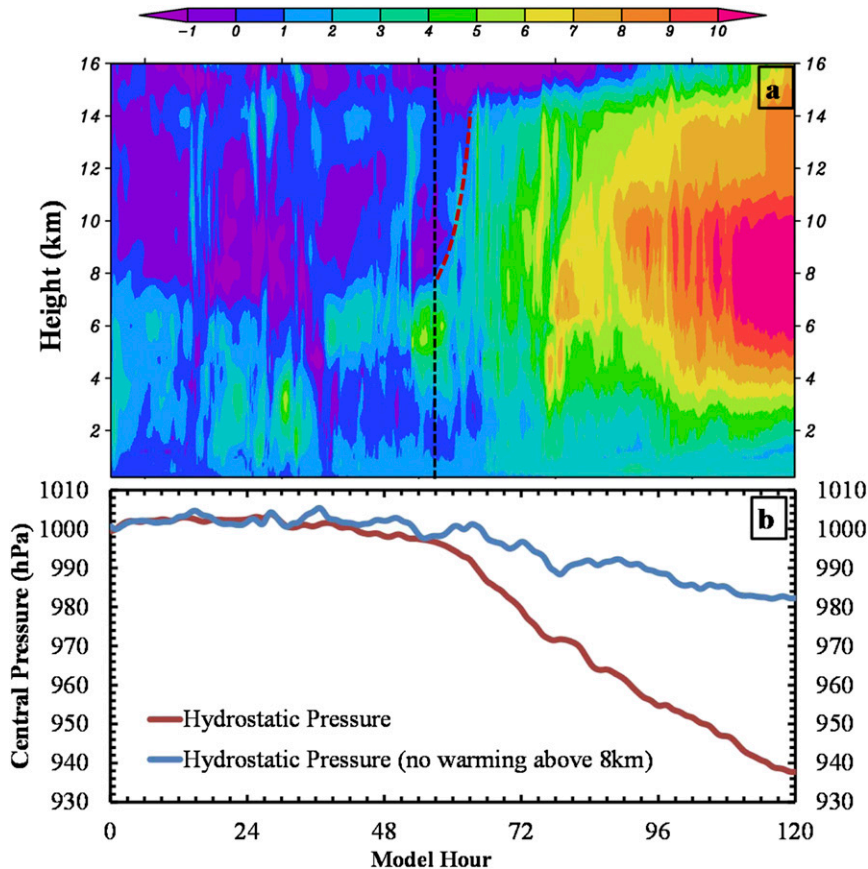 -1 0 1 2 3 4 5 6 7 8 9 10
16 16
a
14 14
12 12
10 10
8 8
6 6
4 4
2 2
Height (km)
1010 1010
b
1000 1000
990 990
980 980
970 970
960 960
950 950
940 940
930 930
Central Pressure (hPa)
Hydrostatic Pressure
Hydrostatic Pressure (no warming above 8km)
0 24 48 72 96 120
Model Hour